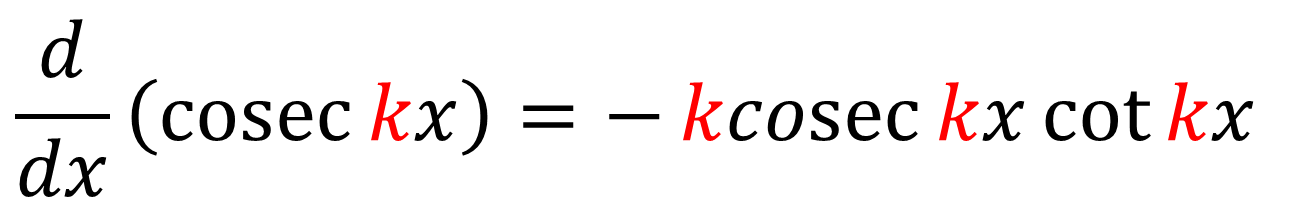 d/dx (cosec kx) = − kcosec kx cot kx